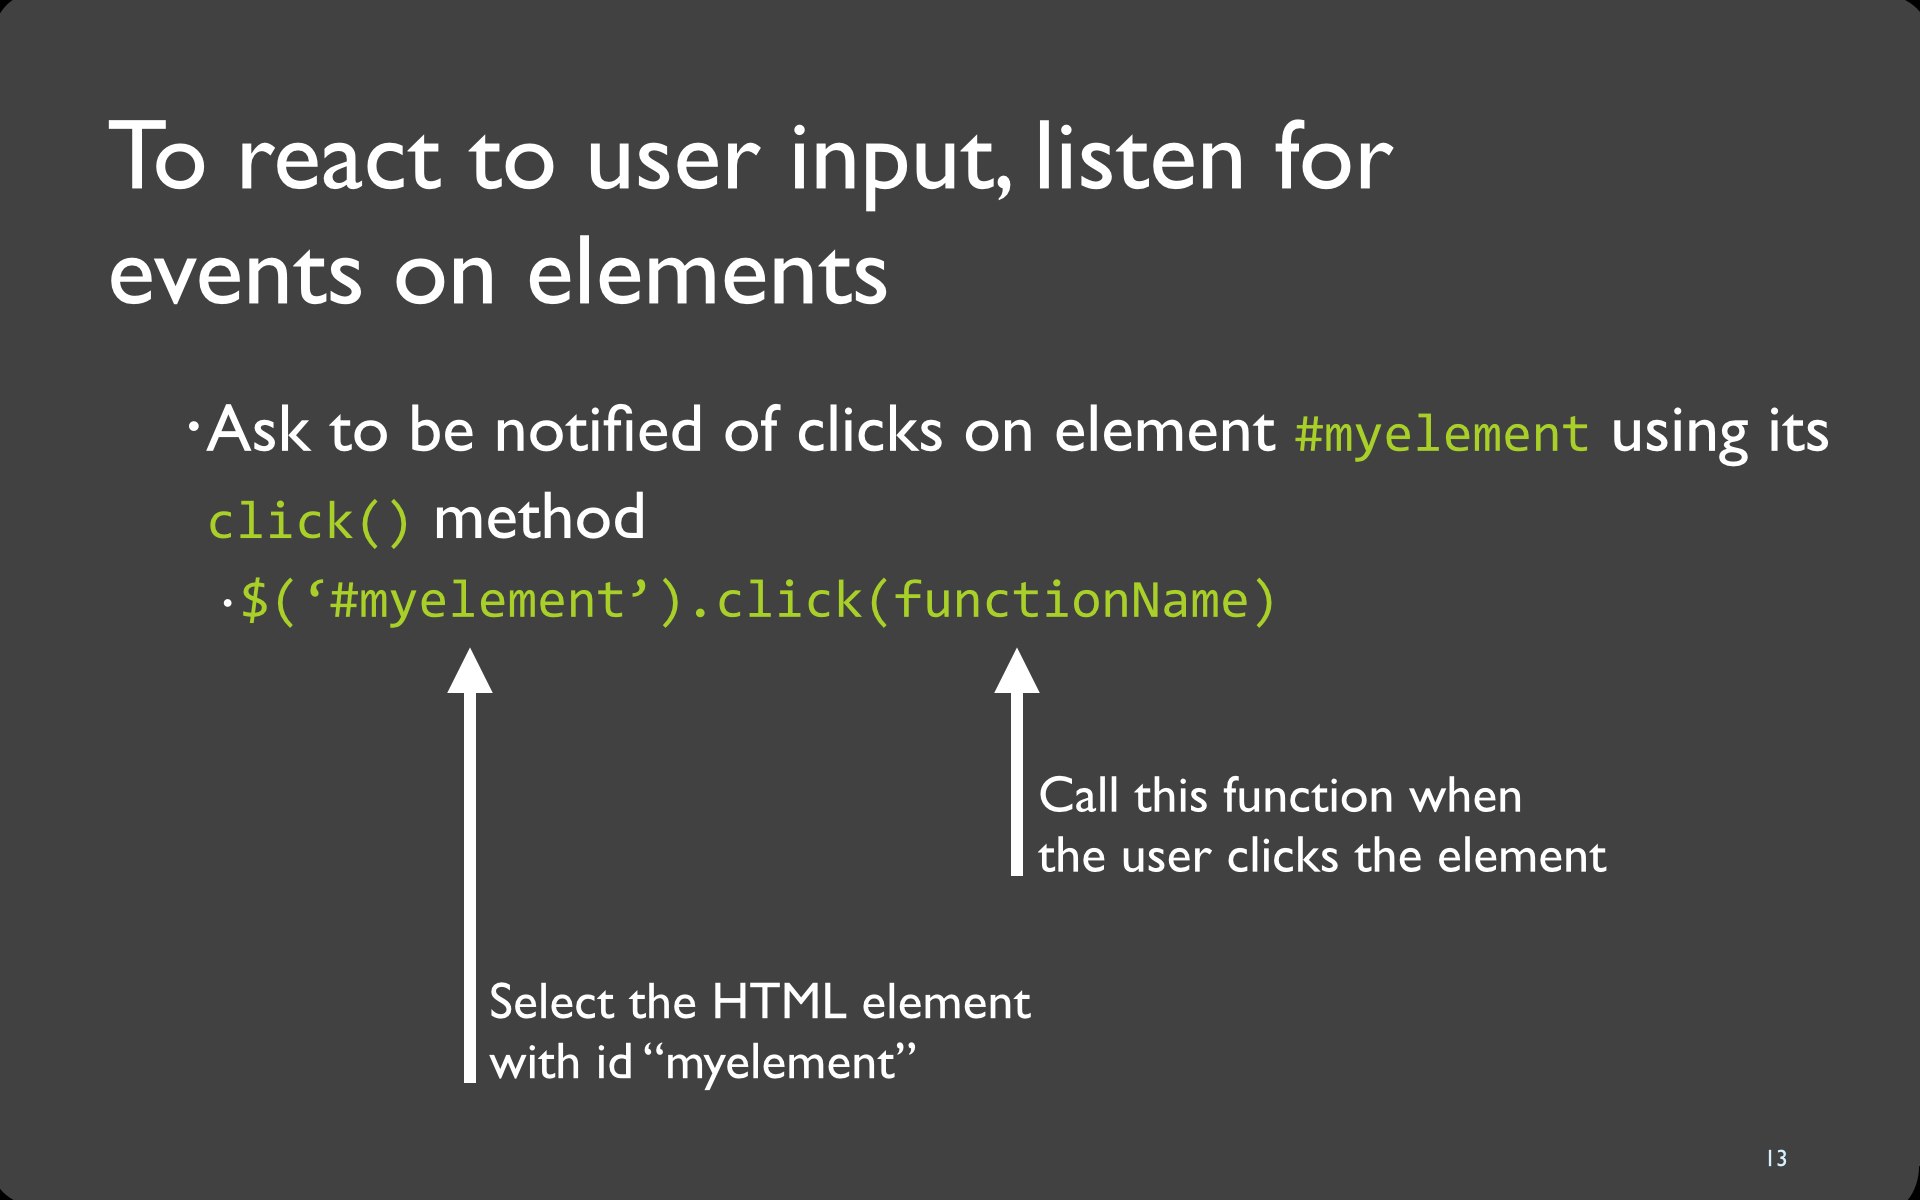 To react to user input, listen for
events on elements
· Ask to be notified of clicks on element #myelement using its
click() method
· $(‘#myelement’).click(functionName)
Call this function when
the user clicks the element
Select the HTML element
with id “myelement”
13